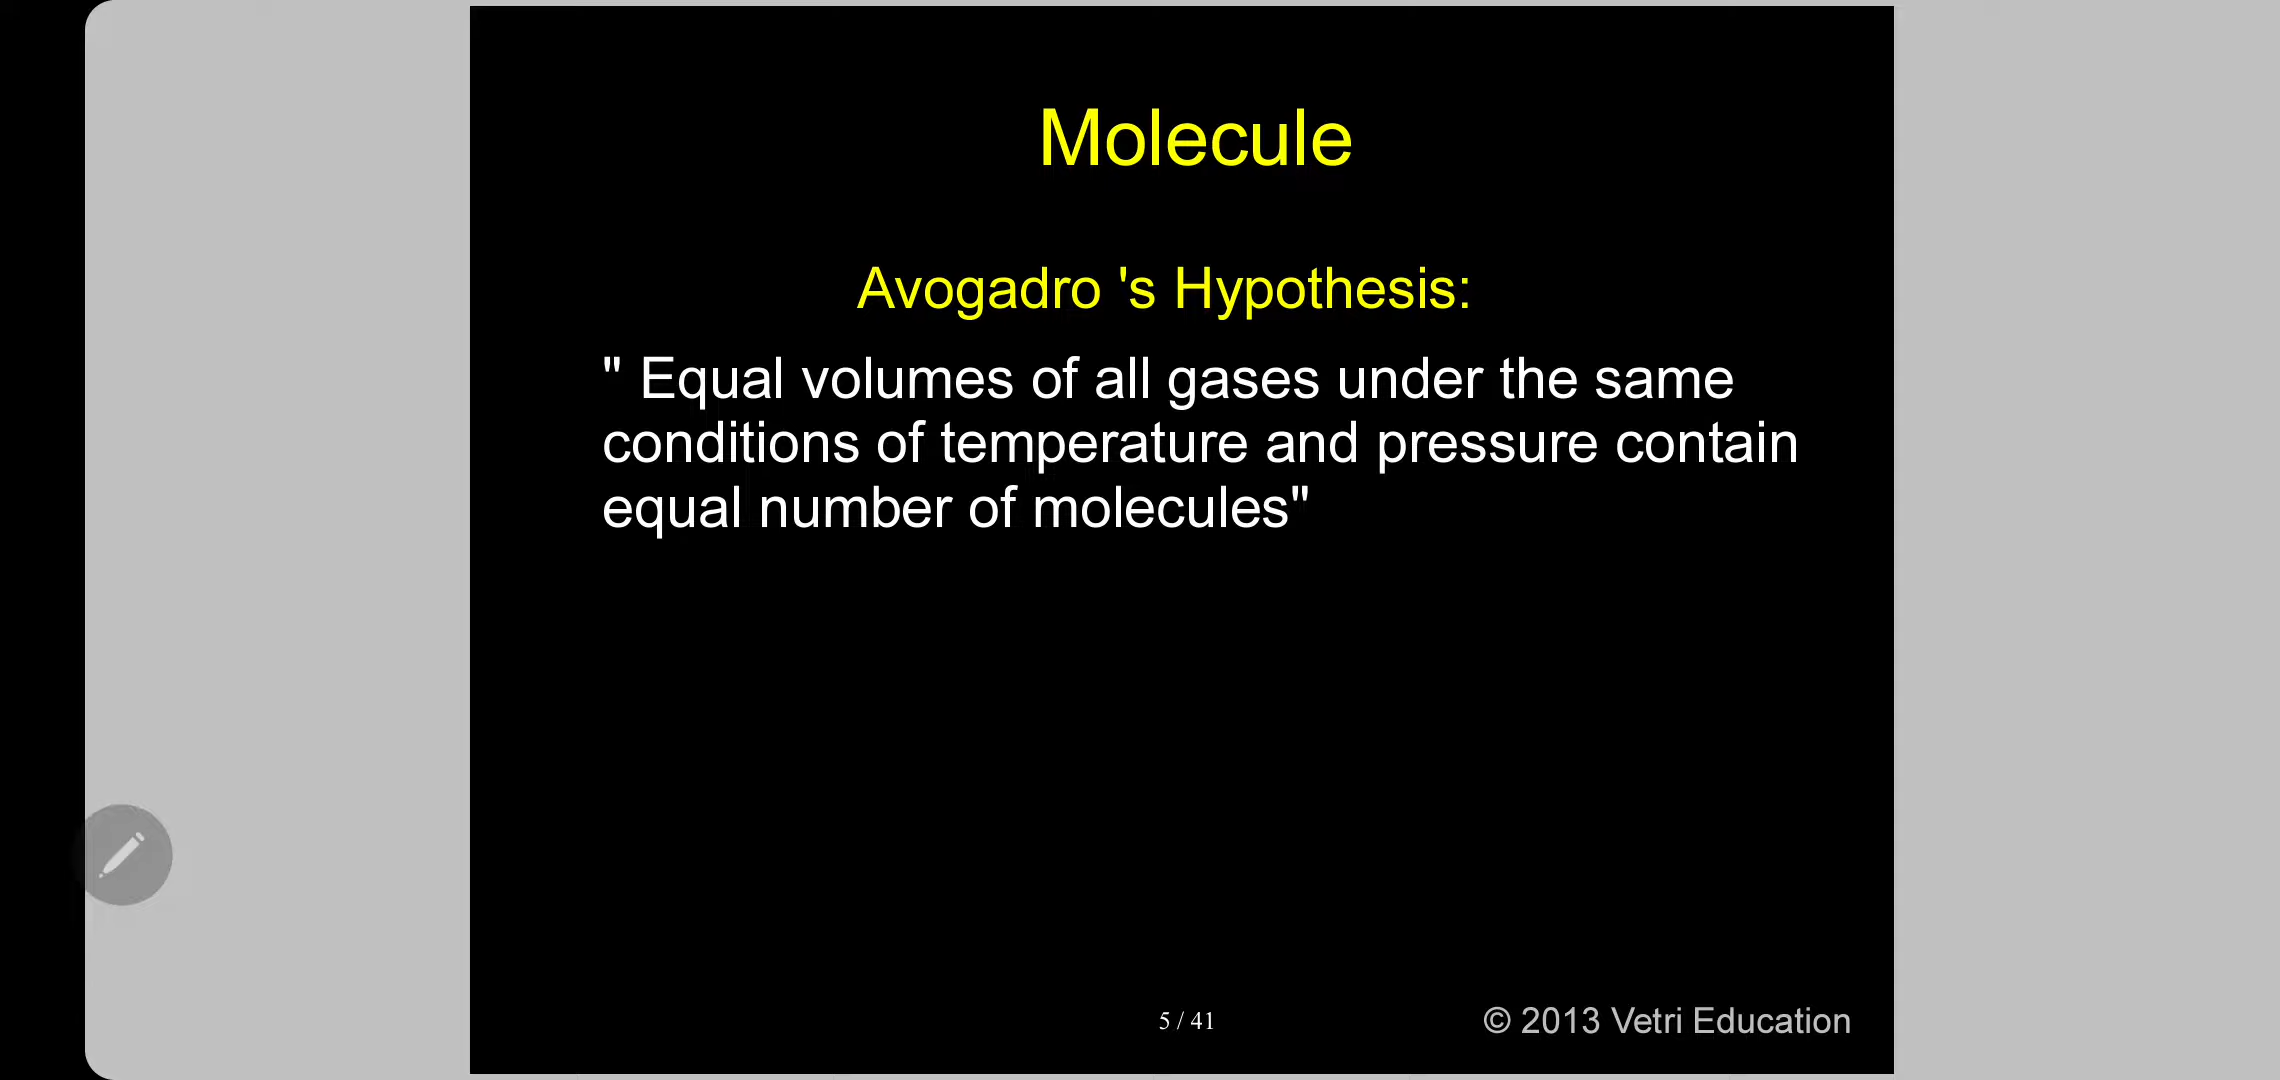 Molecule
Avogadro 's Hypothesis:
" Equal volumes of all gases under the same
conditions of temperature and pressure contain
equal number of molecules"
5 / 41
© 2013 Vetri Education